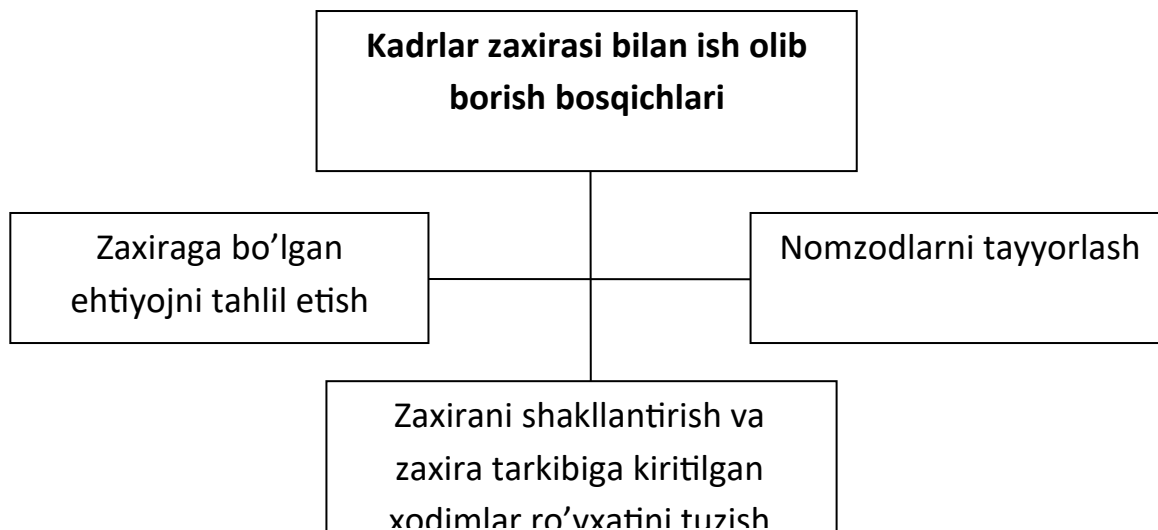 Kadrlar zaxirasi bilan ish olib
borish bosqichlari
Zaxiraga bo’lgan
ehtiyojni tahlil etish
Nomzodlarni tayyorlash
Zaxirani shakllantirish va
zaxira tarkibiga kiritilgan
xodimlar ro’yxatini tuzish